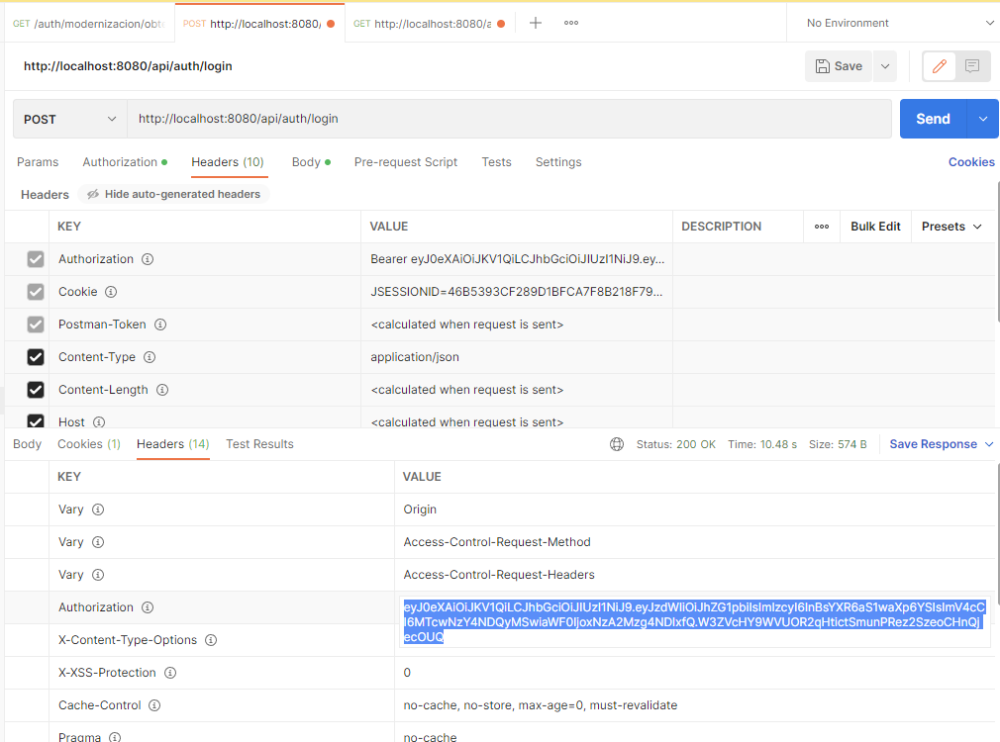 GET /auth/modernizacion/obte
POST http://localhost:8080/
GET http://localhost:8080/a
No Environment
http://localhost:8080/api/auth/login
Save
POST http://localhost:8080/api/auth/login Send
Params Authorization Headers (10) Body Pre-request Script Tests Settings Cookies
Headers Hide auto-generated headers
KEY VALUE DESCRIPTION Bulk Edit Presets
Authorization Bearer eyJ0eXAiOiJKV1QiLCJhbGciOiJIUzI1NiJ9.ey...
Cookie JSESSIONID=46B5393CF289D1BFCA7F8B218F79...
Postman-Token <calculated when request is sent>
Content-Type application/json
Content-Length <calculated when request is sent>
Host <calculated when request is sent>
Body Cookies (1) Headers (14) Test Results Status: 200 OK Time: 10.48 s Size: 574 B Save Response
KEY VALUE
Vary Origin
Vary Access-Control-Request-Method
Vary Access-Control-Request-Headers
Authorization
X-Content-Type-Options
X-XSS-Protection 0
Cache-Control no-cache, no-store, max-age=0, must-revalidate
Pragma no-cache